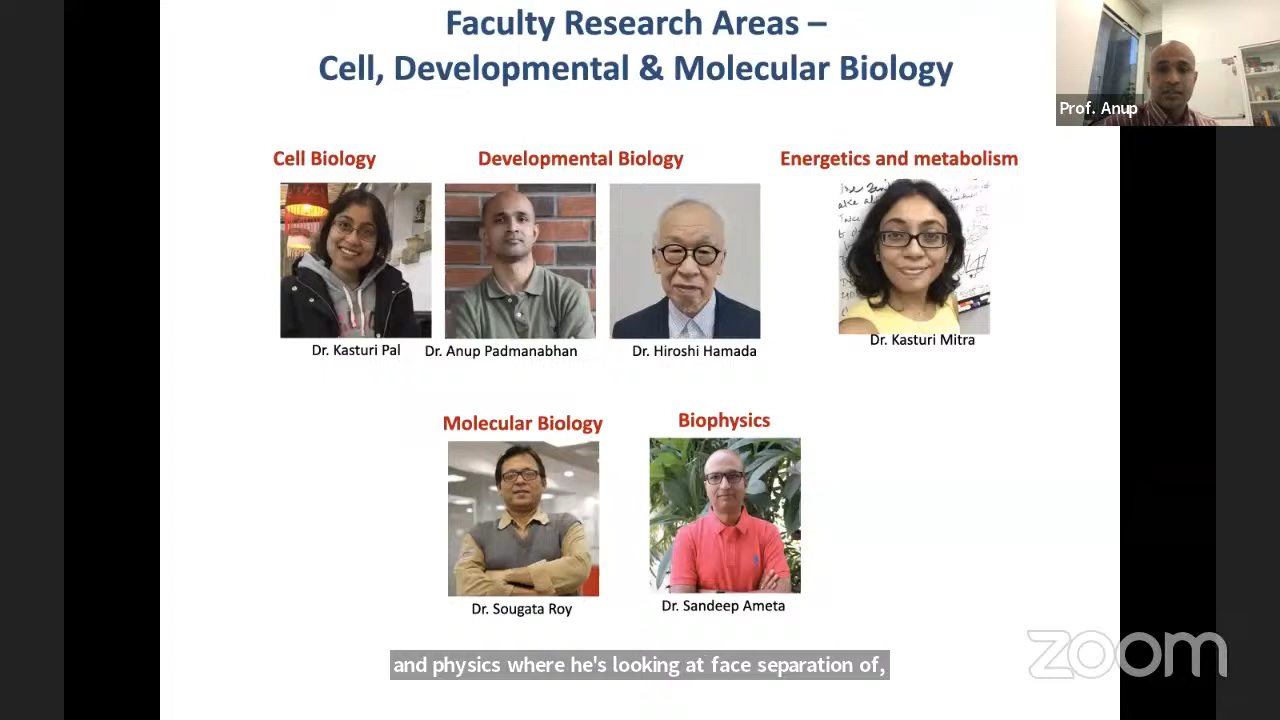 Faculty Research Areas –
Cell, Developmental & Molecular Biology
Prof. Anup
Cell Biology
Developmental Biology
Energetics and metabolism
Dr. Kasturi Pal
Dr. Anup Padmanabhan
Dr. Hiroshi Hamada
Dr. Kasturi Mitra
Molecular Biology
Biophysics
Dr. Sougata Roy
Dr. Sandeep Ameta
and physics where he's looking at face separation of,
zoom